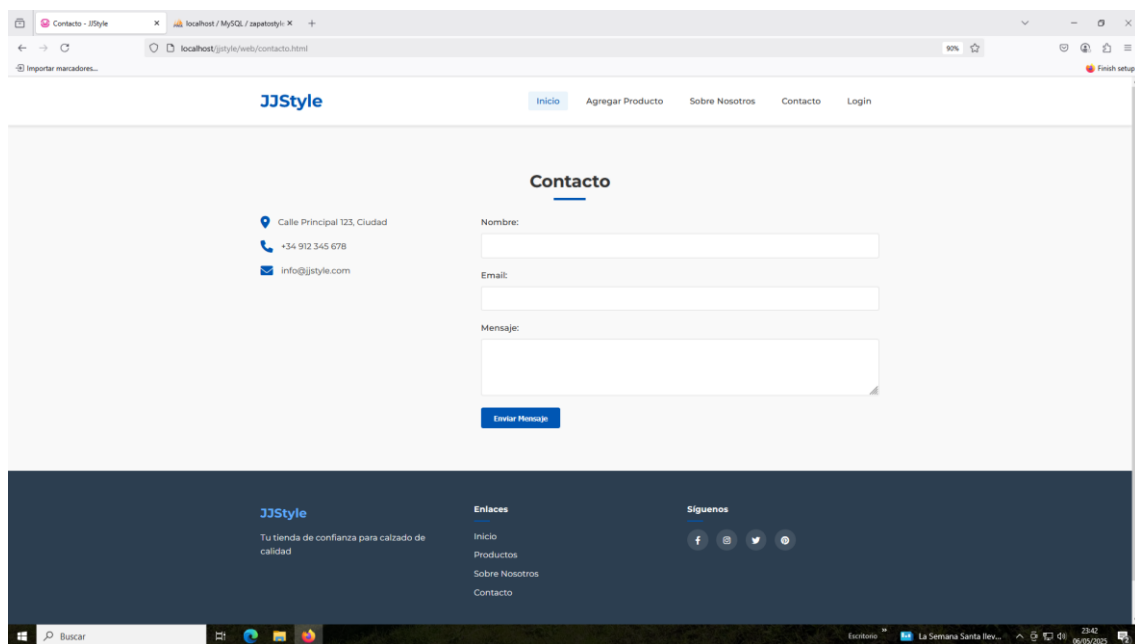 Contacto - JJStyle
localhost / MySQL / zapatostyle
localhost/jjstyle/web/contacto.html
90%
Importar marcadores...
Finish setup
JJStyle
Inicio
Agregar Producto
Sobre Nosotros
Contacto
Login
Contacto
Calle Principal 123, Ciudad
+34 912 345 678
info@jjstyle.com
Nombre:
Email:
Mensaje:
Enviar Mensaje
JJStyle
Tu tienda de confianza para calzado de
calidad
Enlaces
Inicio
Productos
Sobre Nosotros
Contacto
Síguenos
Buscar
Escritorio
La Semana Santa llev...
23:42
06/05/2025